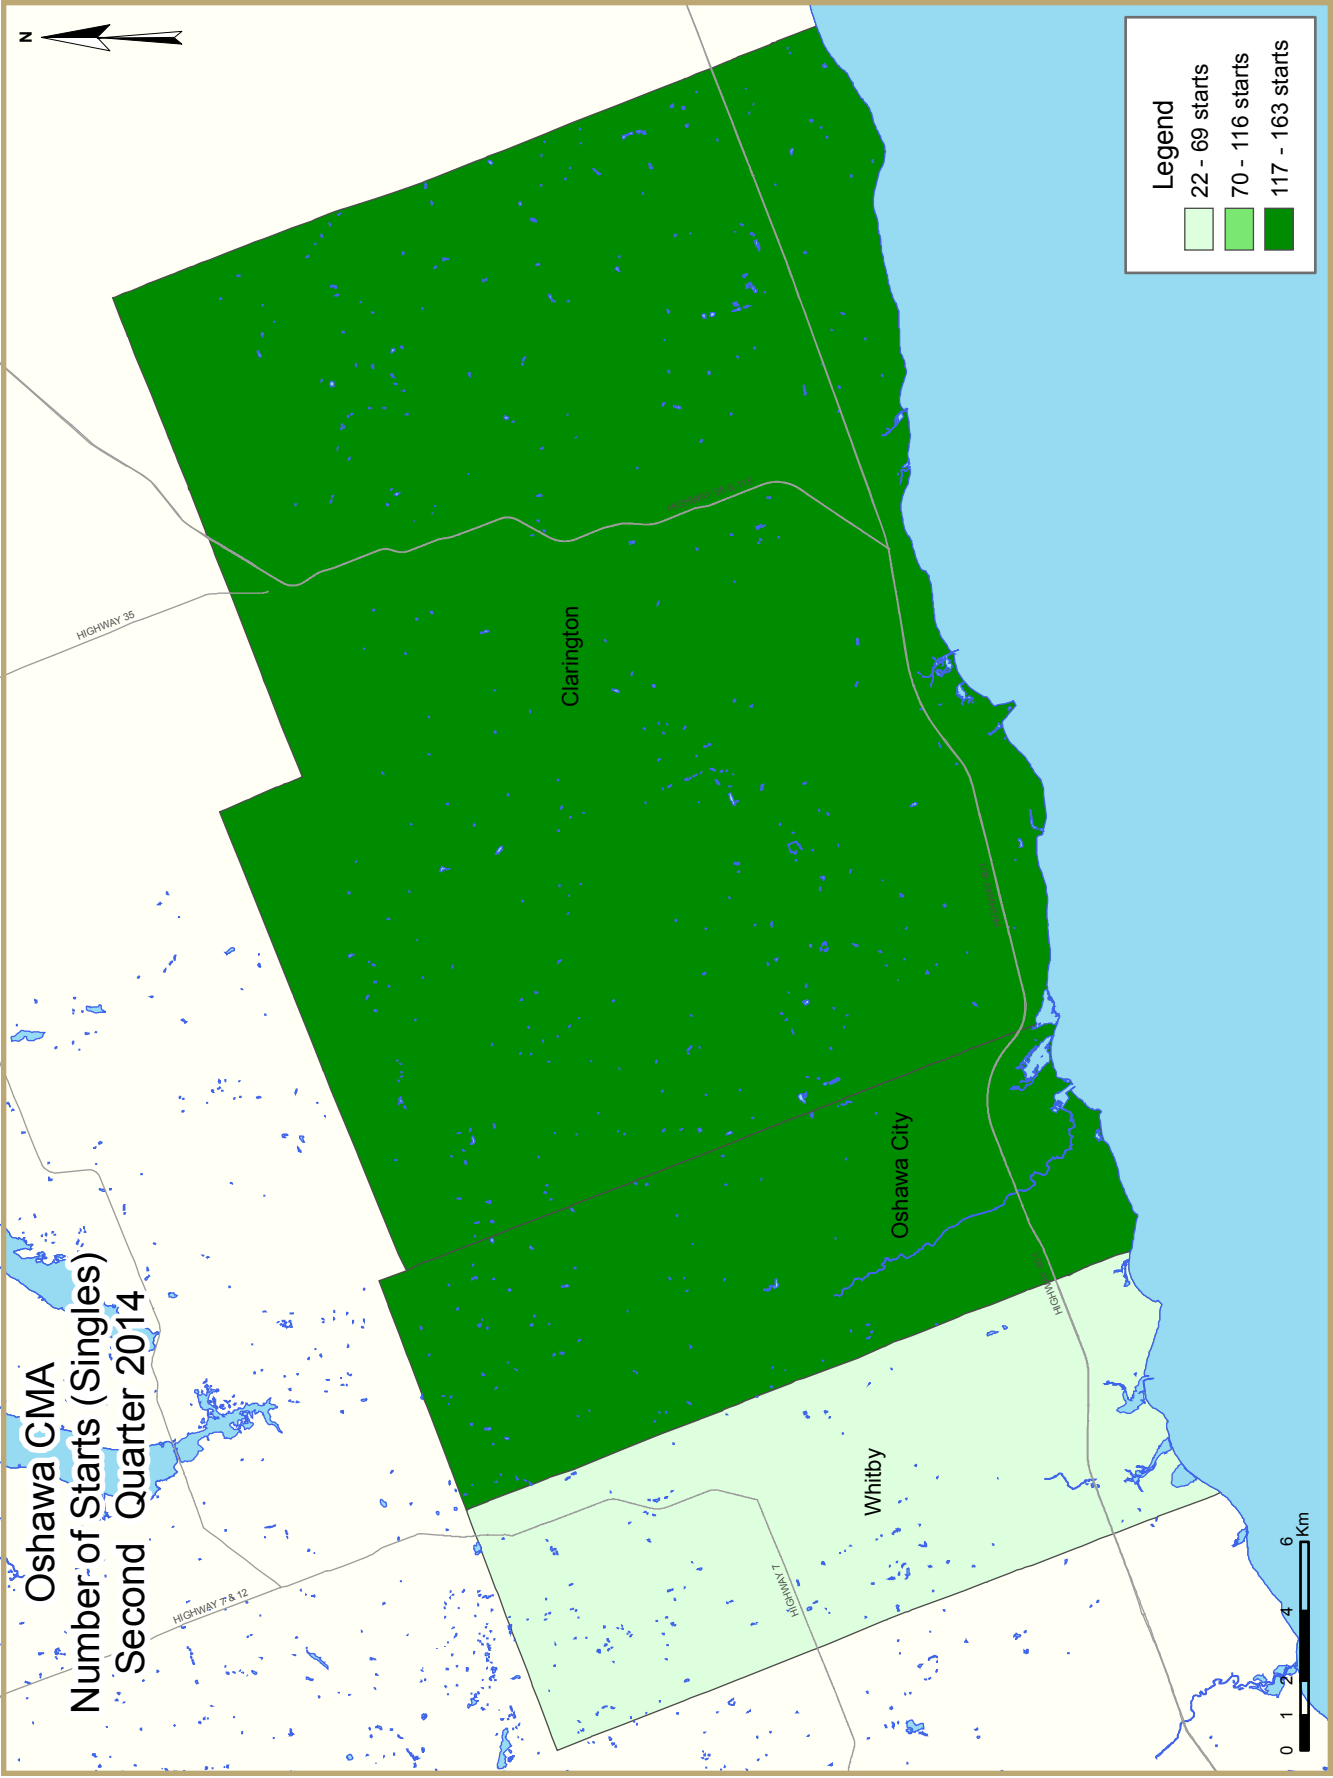 Oshawa CMA
Number of Starts (Singles)
Second Quarter 2014
N
HIGHWAY 7 & 12
HIGHWAY 35
HIGHWAY 7
Clarington
Oshawa City
Whitby
Legend
22 - 69 starts
70 - 116 starts
117 - 163 starts
0 1 2 4 6
Km